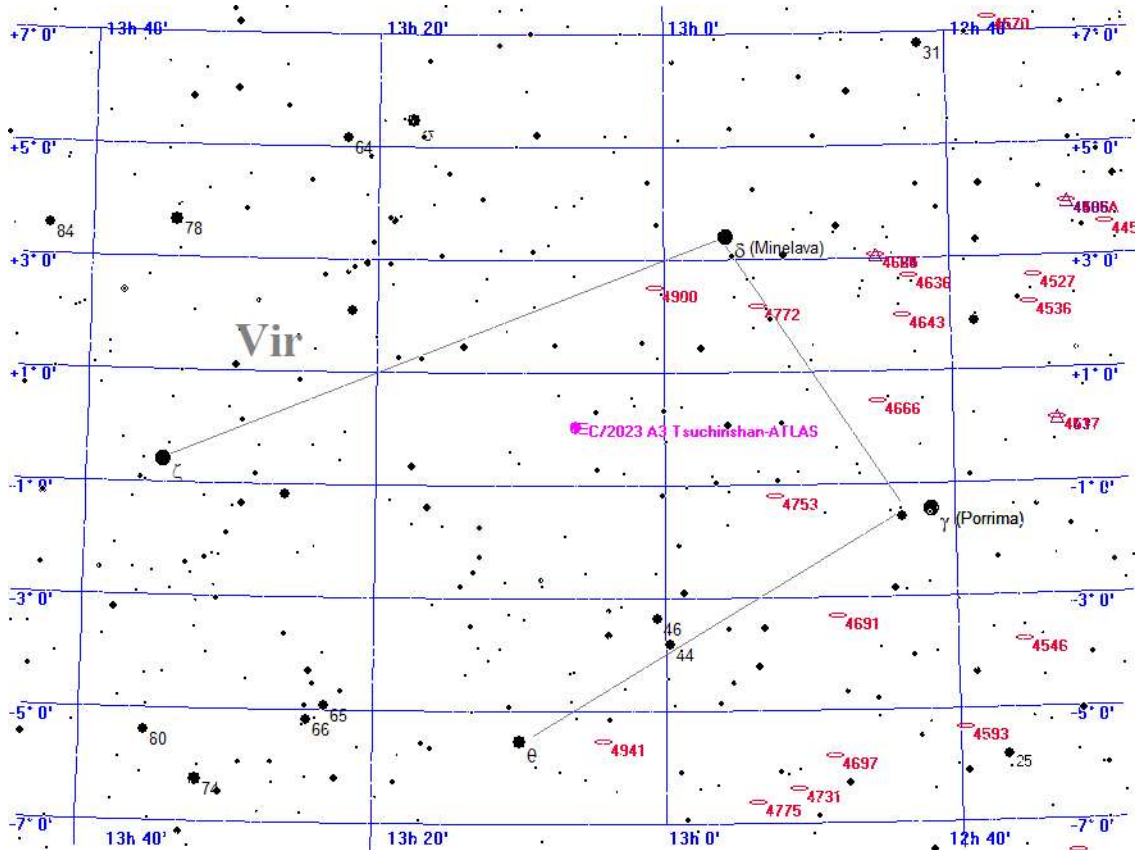 13h 40'
13h 20'
13h 0'
12h 40'
4570
+7° 0'
+7° 0'
31
64
σ
+5° 0'
+5° 0'
84
78
445
δ (Minelava)
+3° 0'
+3° 0'
4636
4527
4900
4772
4536
4643
Vir
+1° 0'
+1° 0'
4666
C/2023 A3 Tsuchinshan-ATLAS
ζ
-1° 0'
-1° 0'
4753
γ (Porrima)
-3° 0'
-3° 0'
46
4691
44
4546
-5° 0'
-5° 0'
65
66
60
4593
θ
4941
4697
25
74
4731
4775
-7° 0'
-7° 0'
13h 40'
13h 20'
13h 0'
12h 40'